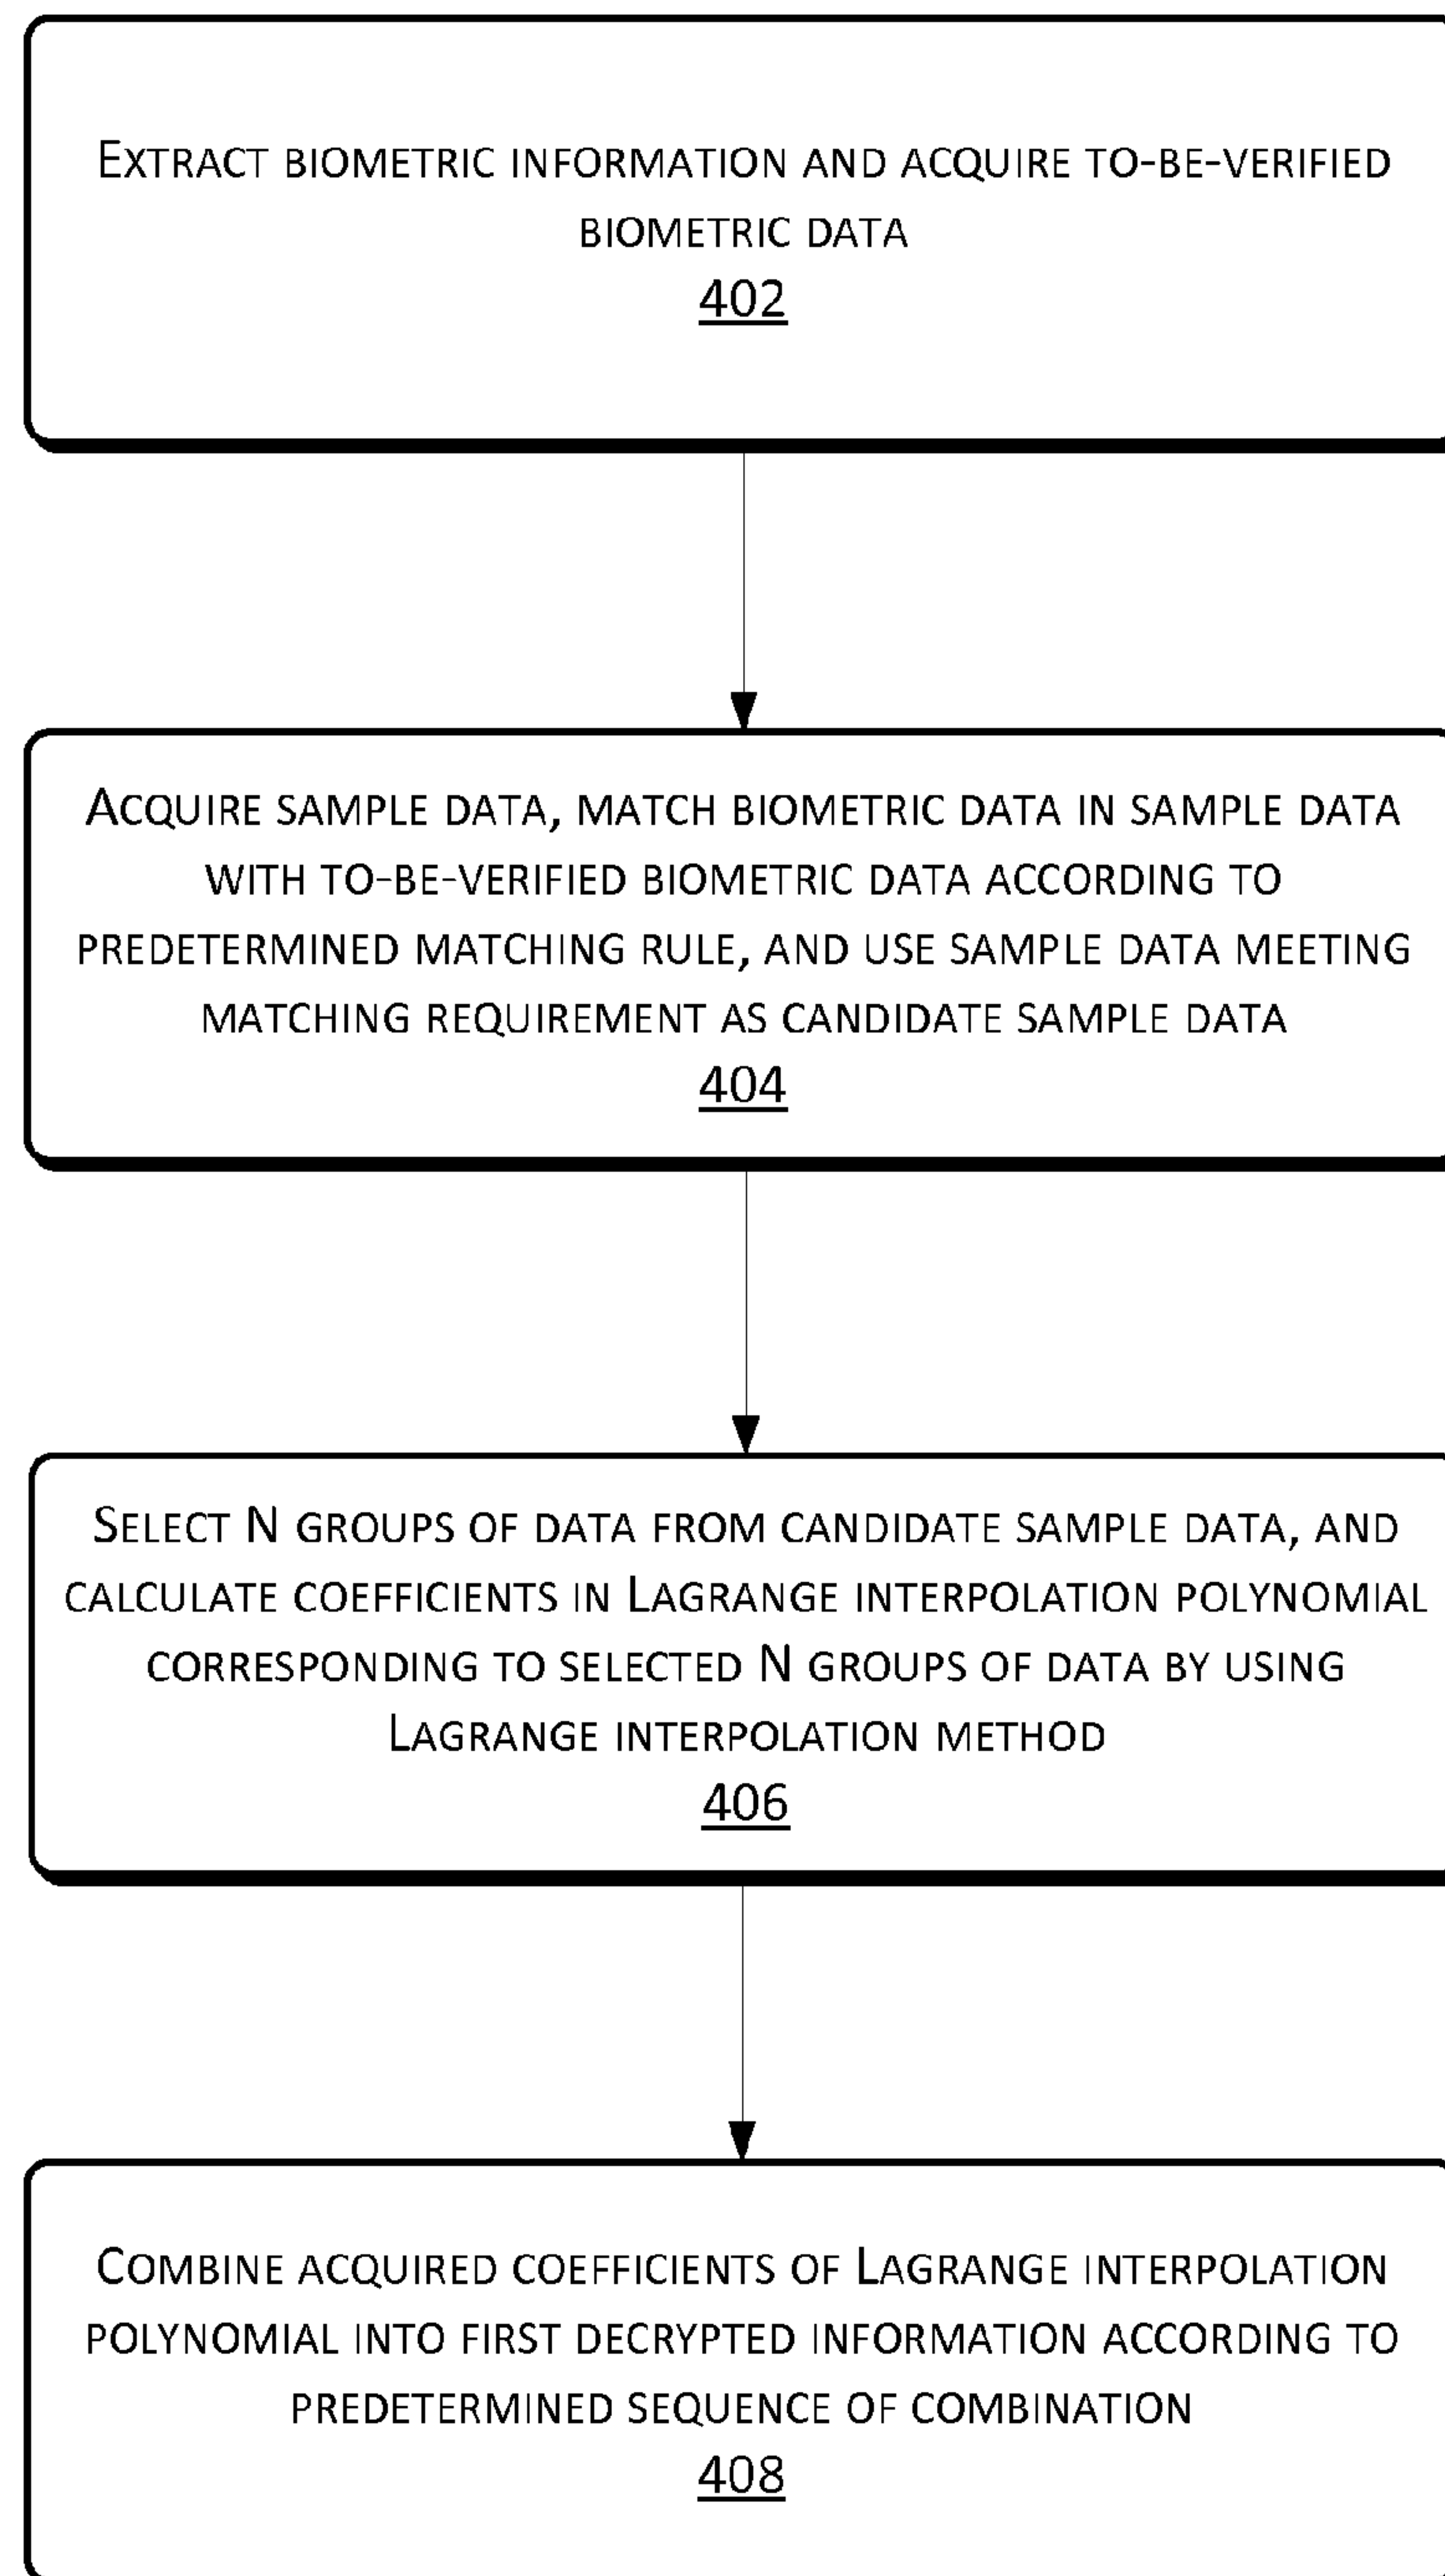 Extract biometric information and acquire to-be-verified
biometric data
402
Acquire sample data, match biometric data in sample data
with to-be-verified biometric data according to
predetermined matching rule, and use sample data meeting
matching requirement as candidate sample data
404
Select N groups of data from candidate sample data, and
calculate coefficients in Lagrange interpolation polynomial
corresponding to selected N groups of data by using
Lagrange interpolation method
406
Combine acquired coefficients of Lagrange interpolation
polynomial into first decrypted information according to
predetermined sequence of combination
408